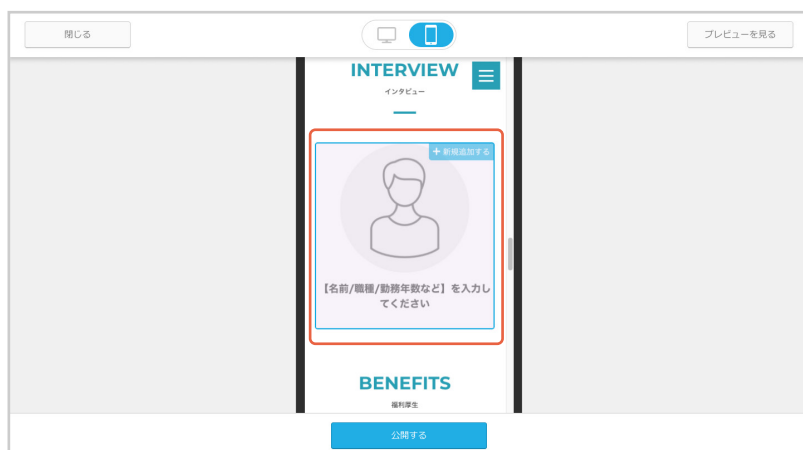 閉じる
プレビューを見る
INTERVIEW
インタビュー
新規追加する
【名前/職種/勤務年数など】を入力し
てください
BENEFITS
福利厚生
公開する